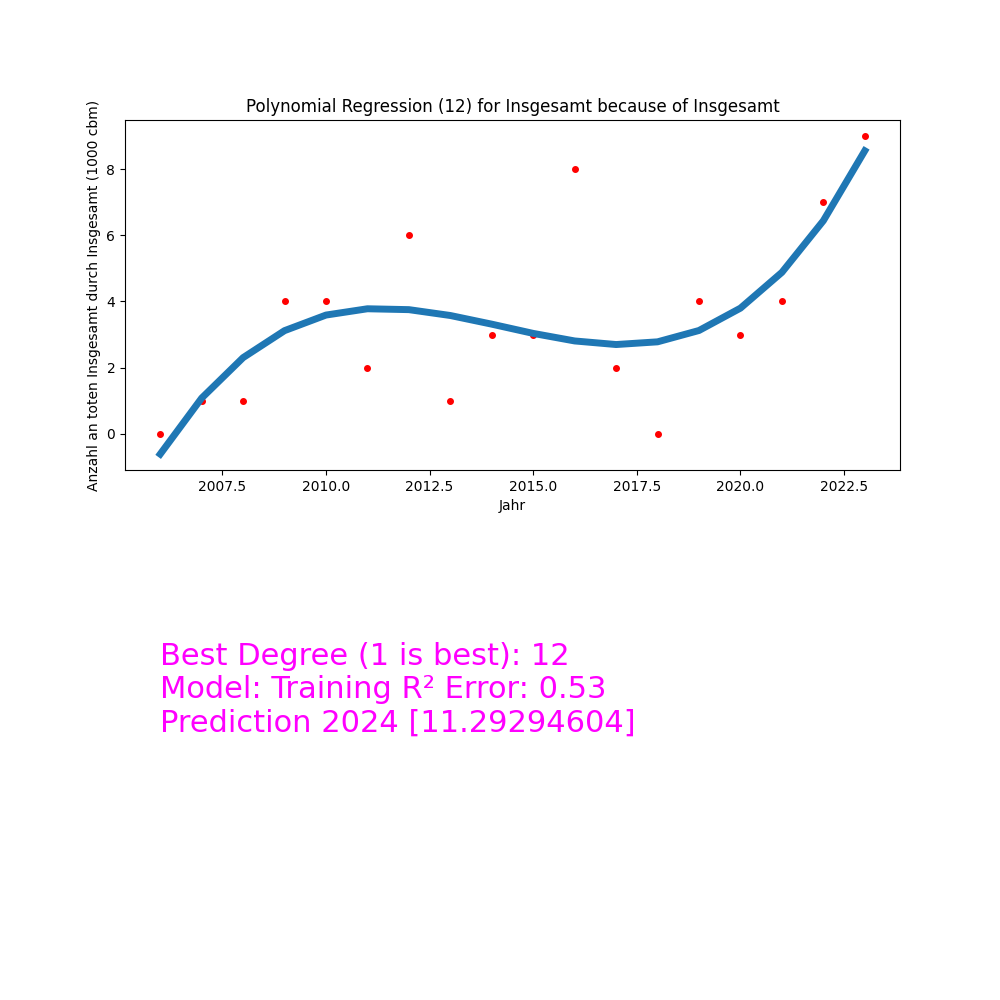 Polynomial Regression (12) for Insgesamt because of Insgesamt
Anzahl an toten Insgesamt durch Insgesamt (1000 cbm)
8
6
4
2
0
2007.5 2010.0 2012.5 2015.0 2017.5 2020.0 2022.5
Jahr
Best Degree (1 is best): 12
Model: Training R² Error: 0.53
Prediction 2024 [11.29294604]